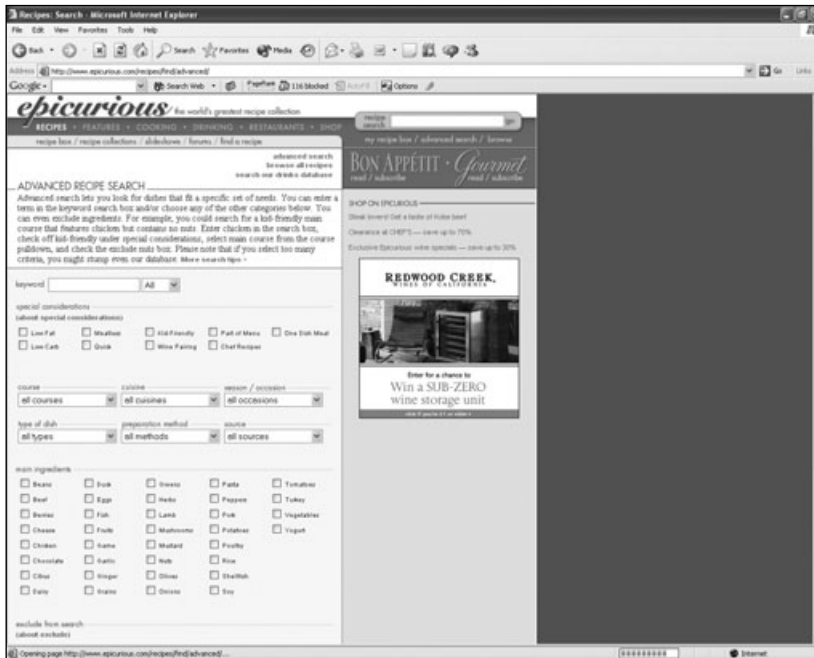 Recipes: Search - Microsoft Internet Explorer
File Edit View Favorites Tools Help
Back Search Favorites Media
Address http://www.epicurious.com/recipes/find/advanced/ Go Links
Google Search Web PageRank 116 blocked AutoFill Options
epicurious the world's greatest recipe collection
RECIPES • FEATURES • COOKING • DRINKING • RESTAURANTS • SHOP
recipe search go
recipe box / recipe collections / slideshows / forums / find a recipe
my recipe box / advanced search / browse
advanced search
browse all recipes
search our drinks database
BON APPÉTIT • Gourmet
read / subscribe read / subscribe
ADVANCED RECIPE SEARCH
Advanced search lets you look for dishes that fit a specific set of needs. You can enter a
term in the keyword search box and/or choose any of the other categories below. You
can even exclude ingredients. For example, you could search for a kid-friendly main
course that features chicken but contains no nuts. Enter chicken in the search box,
check off kid-friendly under special considerations, select main course from the course
pulldown, and check the exclude nuts box. Please note that if you select too many
criteria, you might stump even our database. More search tips ›
SHOP ON EPICURIOUS
Steak lovers! Get a taste of Kobe beef
Clearance at CHEF'S — save up to 70%
Exclusive Epicurious wine specials — save up to 30%
REDWOOD CREEK.
WINES OF CALIFORNIA
Enter for a chance to
Win a SUB-ZERO
wine storage unit
keyword All
special considerations
(about special considerations)
Low Fat Meatless Kid Friendly Part of Menu One Dish Meal
Low Carb Quick Wine Pairing Chef Recipes
course cuisine season / occasion
all courses all cuisines all occasions
type of dish preparation method source
all types all methods all sources
main ingredients
Beans Duck Greens Pasta Tomatoes
Beef Eggs Herbs Peppers Turkey
Berries Fish Lamb Pork Vegetables
Cheese Fruits Mushrooms Potatoes Yogurt
Chicken Game Mustard Poultry
Chocolate Garlic Nuts Rice
Citrus Ginger Olives Shellfish
Dairy Grains Onions Soy
exclude from search
(about exclude)
Opening page http://www.epicurious.com/recipes/find/advanced/... Internet